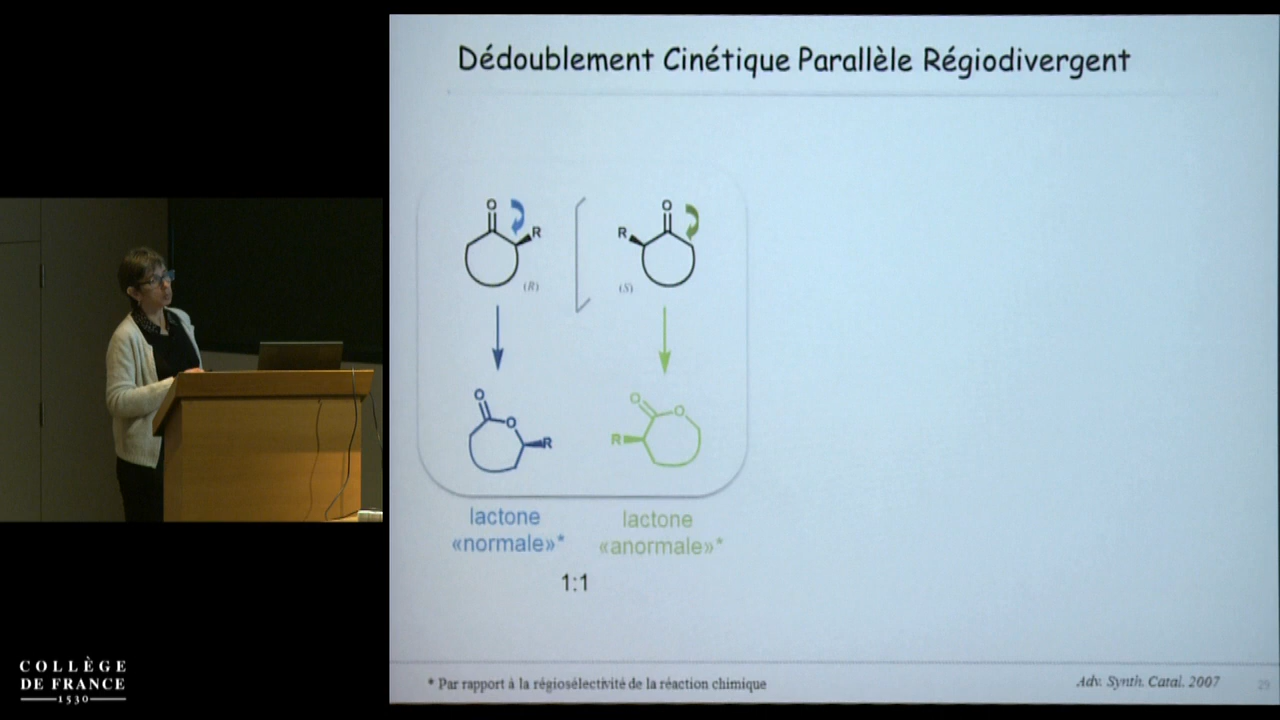 Dédoublement Cinétique Parallèle Régiodivergent
O
R
(R)
O
R
(S)
O
O
R
O
O
R
lactone
«normale»*
lactone
«anormale»*
1:1
* Par rapport à la régiosélectivité de la réaction chimique
Adv. Synth. Catal. 2007
29
COLLÈGE
DE FRANCE
1530